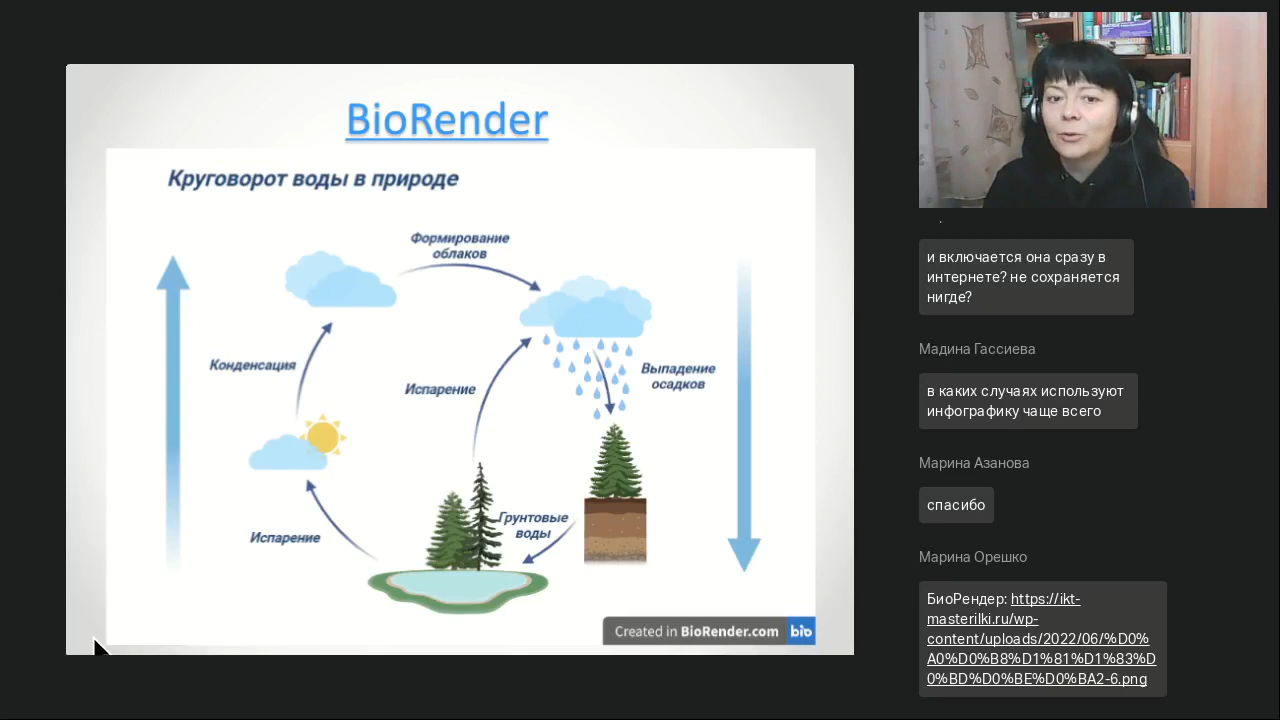 BioRender
Круговорот воды в природе
Формирование
облаков
Конденсация
Испарение
Выпадение
осадков
Грунтовые
воды
Испарение
Created in BioRender.com bio
и включается она сразу в
интернете? не сохраняется
нигде?
Мадина Гассиева
в каких случаях используют
инфографику чаще всего
Марина Азанова
спасибо
Марина Орешко
БиоРендер: https://ikt-
masterilki.ru/wp-
content/uploads/2022/06/%D0%
A0%D0%B8%D1%81%D1%83%D
0%BD%D0%BE%D0%BA2-6.png